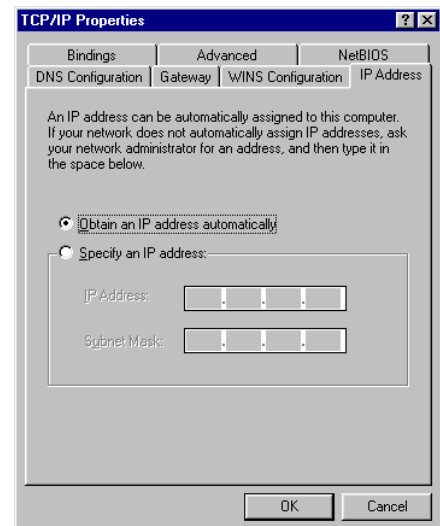 TCP/IP Properties
? X
Bindings Advanced NetBIOS
DNS Configuration Gateway WINS Configuration IP Address
An IP address can be automatically assigned to this computer.
If your network does not automatically assign IP addresses, ask
your network administrator for an address, and then type it in
the space below.
Obtain an IP address automatically
Specify an IP address:
IP Address:
. . .
Subnet Mask:
. . .
OK Cancel